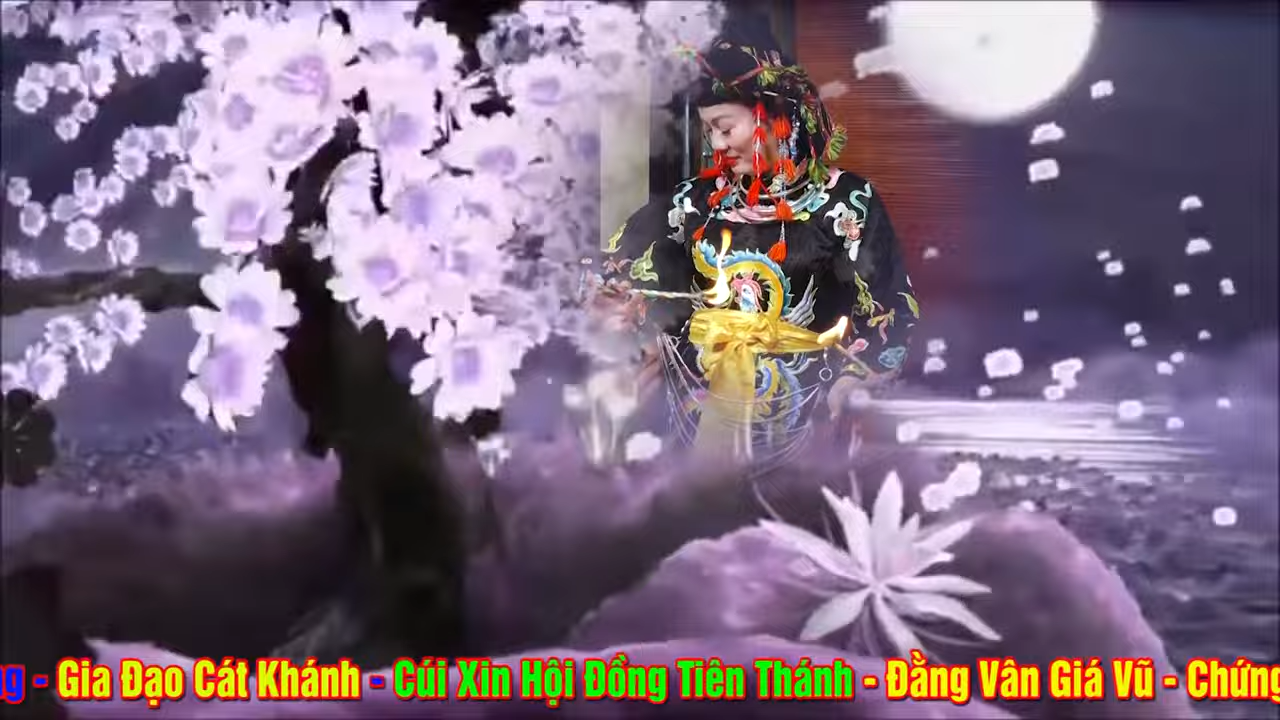 - Gia Đạo Cát Khánh - Cúi Xin Hội Đồng Tiên Thánh - Đằng Vân Giá Vũ -